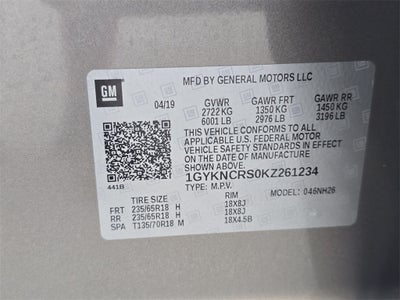 MFD BY GENERAL MOTORS LLC
GM
04/19 GVWR GAWR FRT GAWR RR
2722 KG 1350 KG 1450 KG
6001 LB 2976 LB 3196 LB
THIS VEHICLE CONFORMS TO ALL
APPLICABLE U.S. FEDERAL MOTOR
VEHICLE SAFETY AND THEFT PREVENTION
STANDARDS IN EFFECT ON THE DATE OF
MANUFACTURE SHOWN ABOVE.
1GYKNCRS0KZ261234
441B TYPE: M.P.V. MODEL: 046NH26
TIRE SIZE RIM
FRT 235/65R18 H 18X8J
RR 235/65R18 H 18X8J
SPA T135/70R18 M 18X4.5B